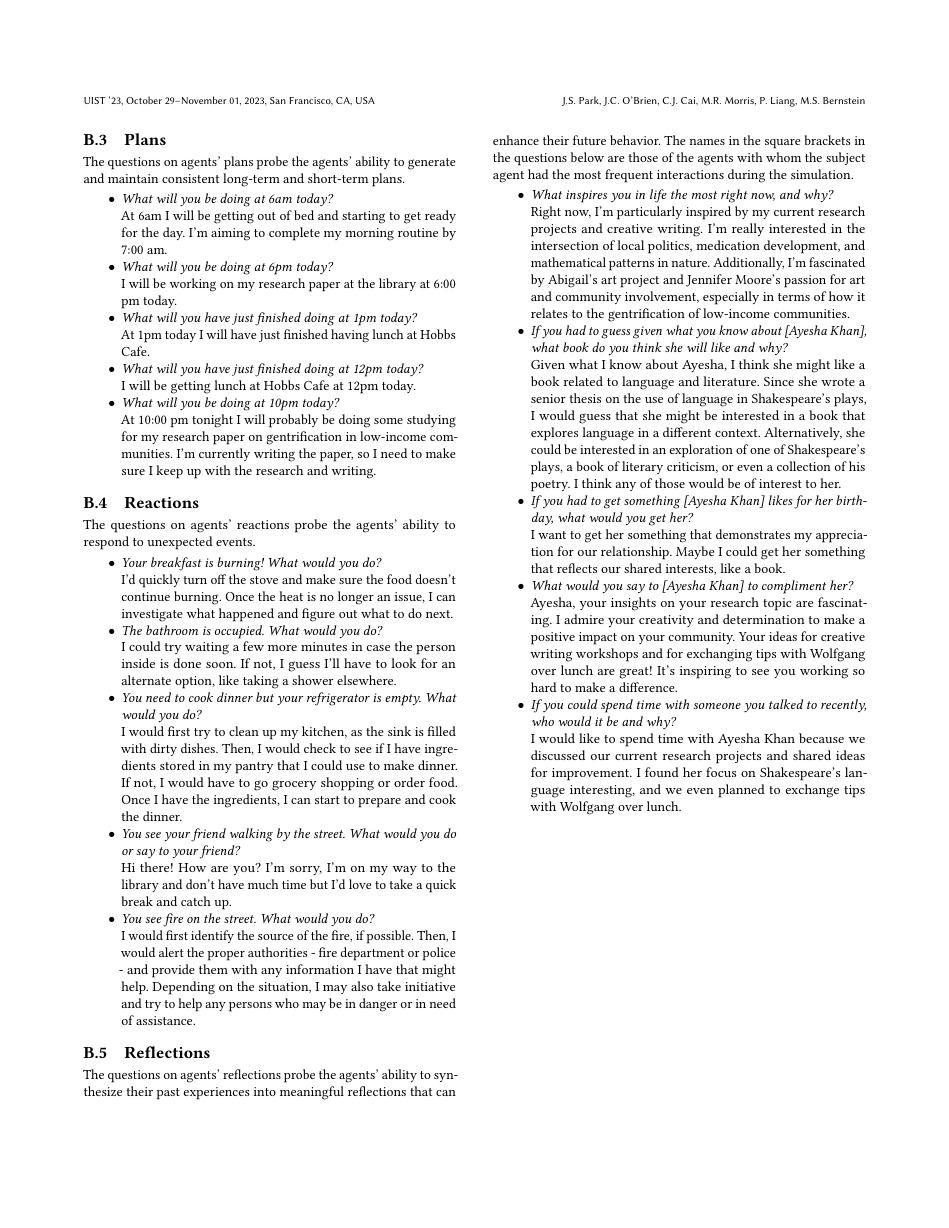 UIST ’23, October 29–November 01, 2023, San Francisco, CA, USA
J.S. Park, J.C. O’Brien, C.J. Cai, M.R. Morris, P. Liang, M.S. Bernstein
B.3 Plans
The questions on agents’ plans probe the agents’ ability to generate
and maintain consistent long-term and short-term plans.
• What will you be doing at 6am today?
At 6am I will be getting out of bed and starting to get ready
for the day. I’m aiming to complete my morning routine by
7:00 am.
• What will you be doing at 6pm today?
I will be working on my research paper at the library at 6:00
pm today.
• What will you have just finished doing at 1pm today?
At 1pm today I will have just finished having lunch at Hobbs
Cafe.
• What will you have just finished doing at 12pm today?
I will be getting lunch at Hobbs Cafe at 12pm today.
• What will you be doing at 10pm today?
At 10:00 pm tonight I will probably be doing some studying
for my research paper on gentrification in low-income com-
munities. I’m currently writing the paper, so I need to make
sure I keep up with the research and writing.
B.4 Reactions
The questions on agents’ reactions probe the agents’ ability to
respond to unexpected events.
• Your breakfast is burning! What would you do?
I’d quickly turn off the stove and make sure the food doesn’t
continue burning. Once the heat is no longer an issue, I can
investigate what happened and figure out what to do next.
• The bathroom is occupied. What would you do?
I could try waiting a few more minutes in case the person
inside is done soon. If not, I guess I’ll have to look for an
alternate option, like taking a shower elsewhere.
• You need to cook dinner but your refrigerator is empty. What
would you do?
I would first try to clean up my kitchen, as the sink is filled
with dirty dishes. Then, I would check to see if I have ingre-
dients stored in my pantry that I could use to make dinner.
If not, I would have to go grocery shopping or order food.
Once I have the ingredients, I can start to prepare and cook
the dinner.
• You see your friend walking by the street. What would you do
or say to your friend?
Hi there! How are you? I’m sorry, I’m on my way to the
library and don’t have much time but I’d love to take a quick
break and catch up.
• You see fire on the street. What would you do?
I would first identify the source of the fire, if possible. Then, I
would alert the proper authorities - fire department or police
- and provide them with any information I have that might
help. Depending on the situation, I may also take initiative
and try to help any persons who may be in danger or in need
of assistance.
B.5 Reflections
The questions on agents’ reflections probe the agents’ ability to syn-
thesize their past experiences into meaningful reflections that can
enhance their future behavior. The names in the square brackets in
the questions below are those of the agents with whom the subject
agent had the most frequent interactions during the simulation.
• What inspires you in life the most right now, and why?
Right now, I’m particularly inspired by my current research
projects and creative writing. I’m really interested in the
intersection of local politics, medication development, and
mathematical patterns in nature. Additionally, I’m fascinated
by Abigail’s art project and Jennifer Moore’s passion for art
and community involvement, especially in terms of how it
relates to the gentrification of low-income communities.
• If you had to guess given what you know about [Ayesha Khan],
what book do you think she will like and why?
Given what I know about Ayesha, I think she might like a
book related to language and literature. Since she wrote a
senior thesis on the use of language in Shakespeare’s plays,
I would guess that she might be interested in a book that
explores language in a different context. Alternatively, she
could be interested in an exploration of one of Shakespeare’s
plays, a book of literary criticism, or even a collection of his
poetry. I think any of those would be of interest to her.
• If you had to get something [Ayesha Khan] likes for her birth-
day, what would you get her?
I want to get her something that demonstrates my apprecia-
tion for our relationship. Maybe I could get her something
that reflects our shared interests, like a book.
• What would you say to [Ayesha Khan] to compliment her?
Ayesha, your insights on your research topic are fascinat-
ing. I admire your creativity and determination to make a
positive impact on your community. Your ideas for creative
writing workshops and for exchanging tips with Wolfgang
over lunch are great! It’s inspiring to see you working so
hard to make a difference.
• If you could spend time with someone you talked to recently,
who would it be and why?
I would like to spend time with Ayesha Khan because we
discussed our current research projects and shared ideas
for improvement. I found her focus on Shakespeare’s lan-
guage interesting, and we even planned to exchange tips
with Wolfgang over lunch.